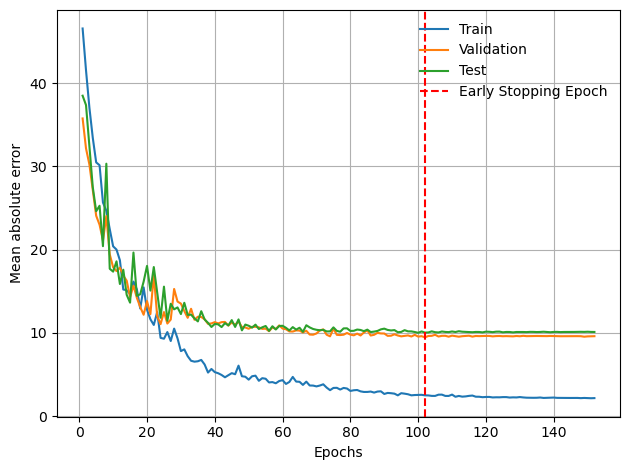 Train
Validation
Test
Early Stopping Epoch
Mean absolute error
40
30
20
10
0
0 20 40 60 80 100 120 140
Epochs